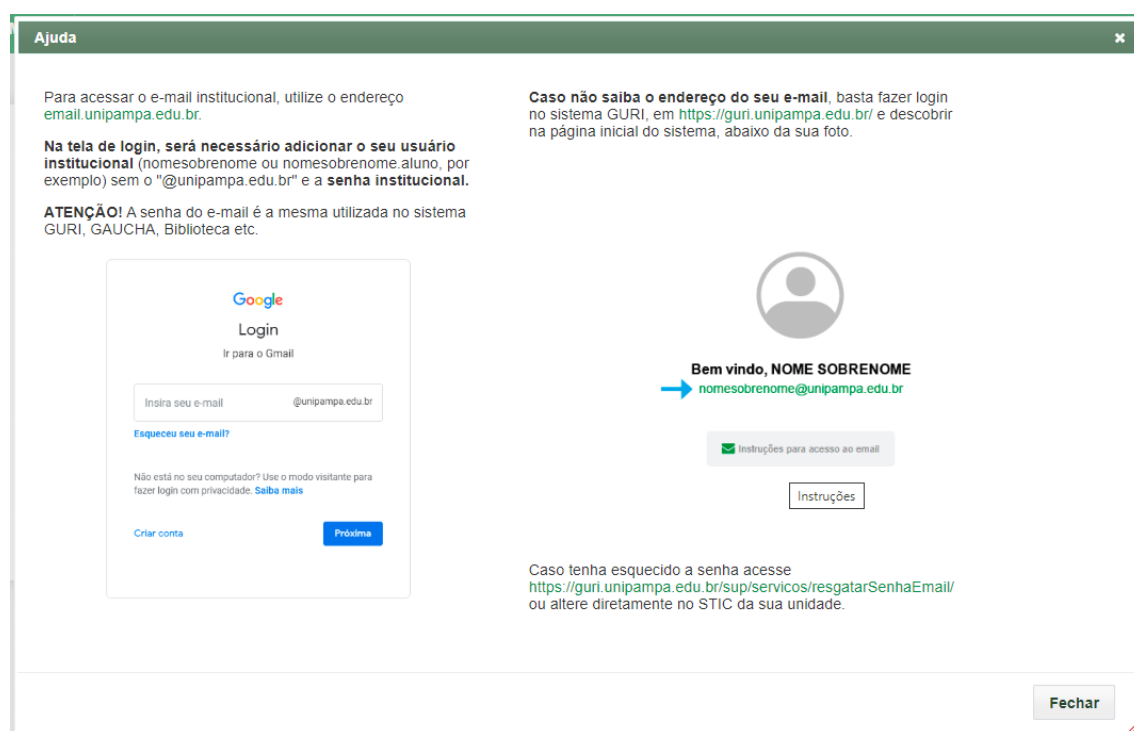 Ajuda
Para acessar o e-mail institucional, utilize o endereço
email.unipampa.edu.br.
Na tela de login, será necessário adicionar o seu usuário
institucional (nomesobrenome ou nomesobrenome.aluno, por
exemplo) sem o "@unipampa.edu.br" e a senha institucional.
ATENÇÃO! A senha do e-mail é a mesma utilizada no sistema
GURI, GAUCHA, Biblioteca etc.
Google
Login
Ir para o Gmail
Insira seu e-mail @unipampa.edu.br
Esqueceu seu e-mail?
Não está no seu computador? Use o modo visitante para
fazer login com privacidade. Saiba mais
Criar conta Próxima
Caso não saiba o endereço do seu e-mail, basta fazer login
no sistema GURI, em https://guri.unipampa.edu.br/ e descobrir
na página inicial do sistema, abaixo da sua foto.
Bem vindo, NOME SOBRENOME
nomesobrenome@unipampa.edu.br
Instruções para acesso ao email
Instruções
Caso tenha esquecido a senha acesse
https://guri.unipampa.edu.br/sup/servicos/resgatarSenhaEmail/
ou altere diretamente no STIC da sua unidade.
Fechar